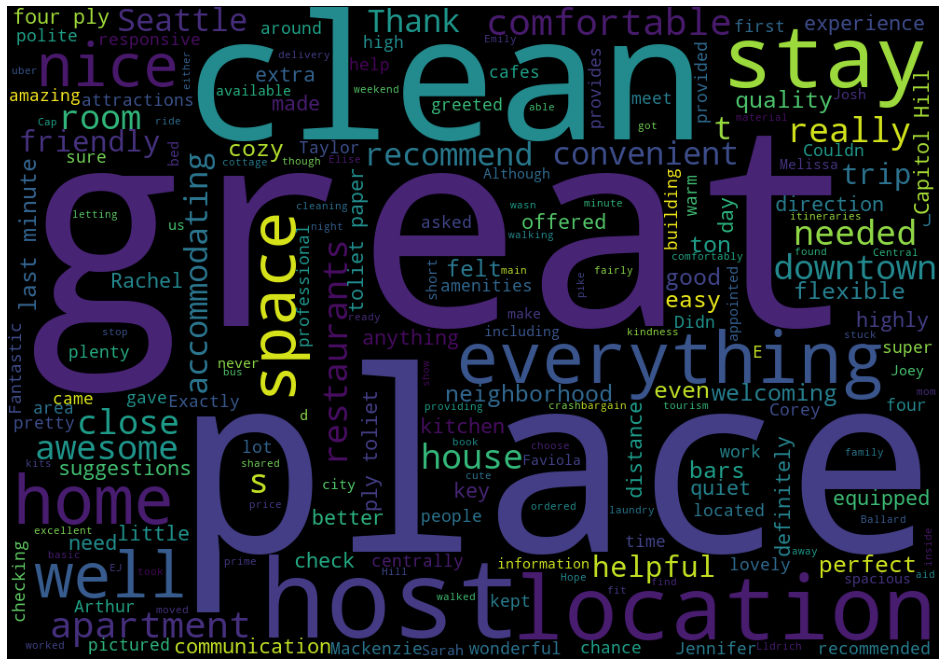 four ply
Seattle
clean
Thank
comfortable
first
experience
polite
responsive
around
high
delivery
Emily
stay
uber
either
nice
help
cafes
weekend
extra
available
greeted
able
meet
provides
provided
amazing
attractions
made
got
material
quality
Josh
Capitol Hill
Cap
ride
room
t
really
friendly
sure
bed
cozy
Taylor
Elise
recommend
convenient
Couldn
cottage
though
Although
Melissa
trip
great
last minute
letting
us
accommodating
space
cleaning
toliet paper
wasn
minute
building
warm
day
direction
itineraries
asked
offered
needed
night
walking
comfortably
found
Central
Rachel
professional
short
felt
ton
downtown
main
pike
fairly
good
amenities
easy
flexible
Fantastic
stop
plenty
restaurants
ready
make
including
anything
Didn
appointed
highly
kindness
stuck
never
bus
everything
E
super
came
gave
Exactly
show
neighborhood
even
welcoming
Joey
mom
area
pretty
d
place
providing
crashbargain
tourism
Corey
four
close
awesome
lot
ply toliet
kitchen
book
choose
distance
work
family
suggestions
shared
house
Faviola
cute
bars
quiet
key
located
definitely
kits
s
city
home
price
ordered
laundry
equipped
better
people
Ballard
excellent
need
little
check
centrally
time
away
inside
checking
basic
well
EJ
took
prime
Hill
host
information
helpful
lovely
perfect
Hope
fit
find
spacious
aid
Arthur
moved
walked
kept
location
apartment
worked
pictured
communication
Mackenzie
Sarah
wonderful
chance
Jennifer
Lldrich
recommended